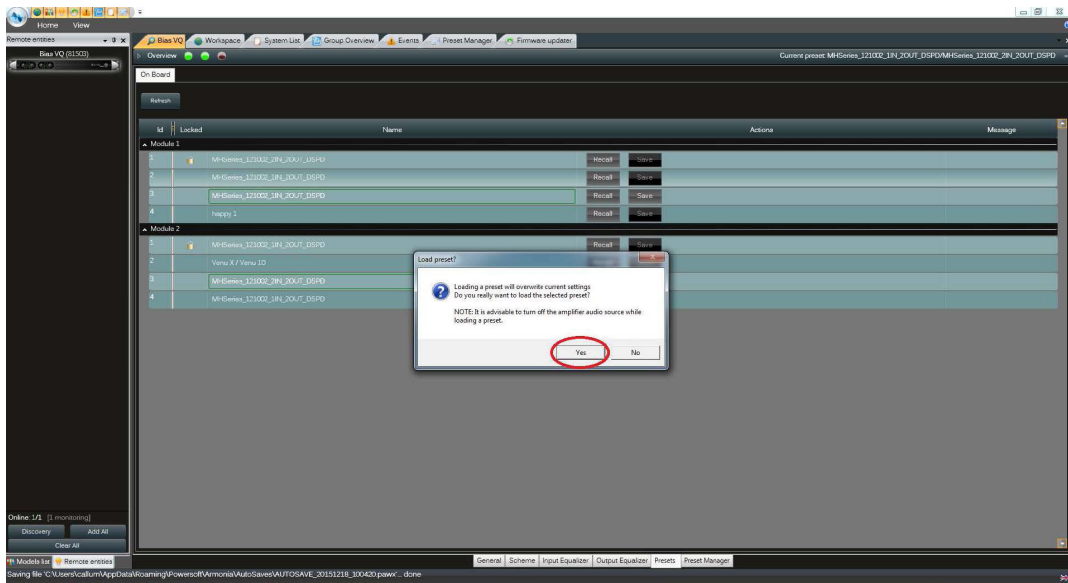 Home View
Remote entities
Bias VQ (81503)
Bias VQ Workspace System List Group Overview Events Preset Manager Firmware updater
Overview
Current preset: MHSeries_121002_1IN_2OUT_DSPD/MHSeries_121002_2IN_2OUT_DSPD
On Board
Refresh
Id Locked Name Actions Message
Module 1
1 MHSeries_121002_2IN_2OUT_DSPD Recall Save
2 MHSeries_121002_1IN_2OUT_DSPD Recall Save
3 MHSeries_121002_1IN_2OUT_DSPD Recall Save
4 happy 1 Recall Save
Module 2
1 MHSeries_121002_1IN_2OUT_DSPD Recall Save
2 Venu X / Venu 10
3 MHSeries_121002_2IN_2OUT_DSPD
4 MHSeries_121002_2IN_2OUT_DSPD
Load preset?
Loading a preset will overwrite current settings
Do you really want to load the selected preset?
NOTE: It is advisable to turn off the amplifier audio source while
loading a preset.
Yes No
Online: 1/1 [1 monitoring]
Discovery Add All
Clear All
Models list Remote entities
General Scheme Input Equalizer Output Equalizer Presets Preset Manager
Saving file 'C:\Users\callum\AppData\Roaming\Powersoft\Armonia\AutoSaves\AUTOSAVE_20151218_100420.pawx'... done